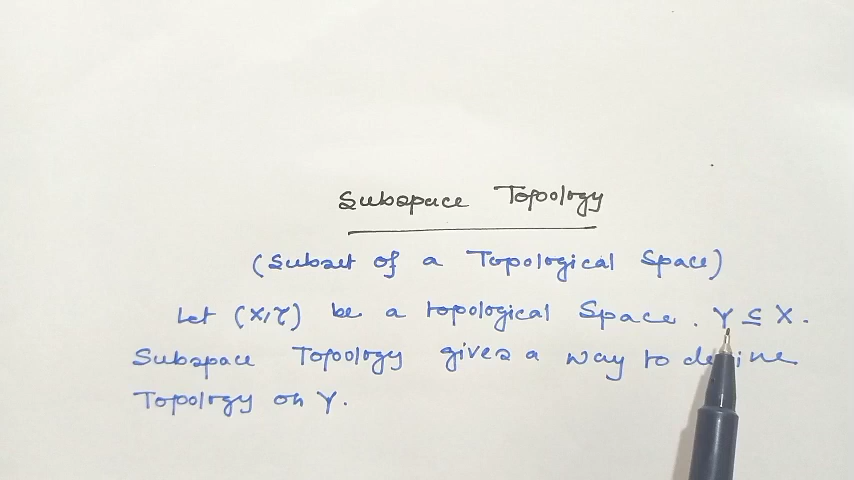 Subspace Topology
(Subset of a Topological Space)
Let (X,τ) be a topological Space. Y ⊆ X.
Subspace Topology gives a way to define
Topology on Y.